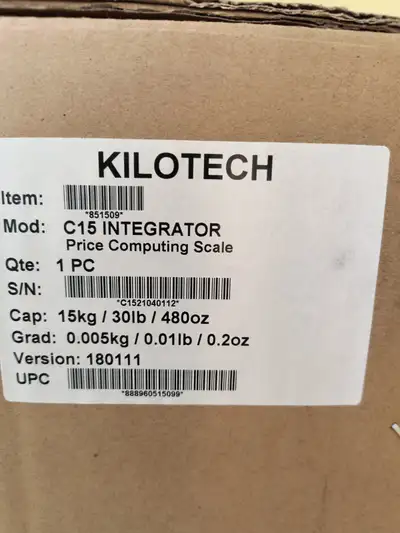 KILOTECH
Item:
*851509*
Mod: C15 INTEGRATOR
Price Computing Scale
Qte: 1 PC
S/N:
*C1521040112*
Cap: 15kg / 30lb / 480oz
Grad: 0.005kg / 0.01lb / 0.2oz
Version: 180111
UPC
*888960515099*